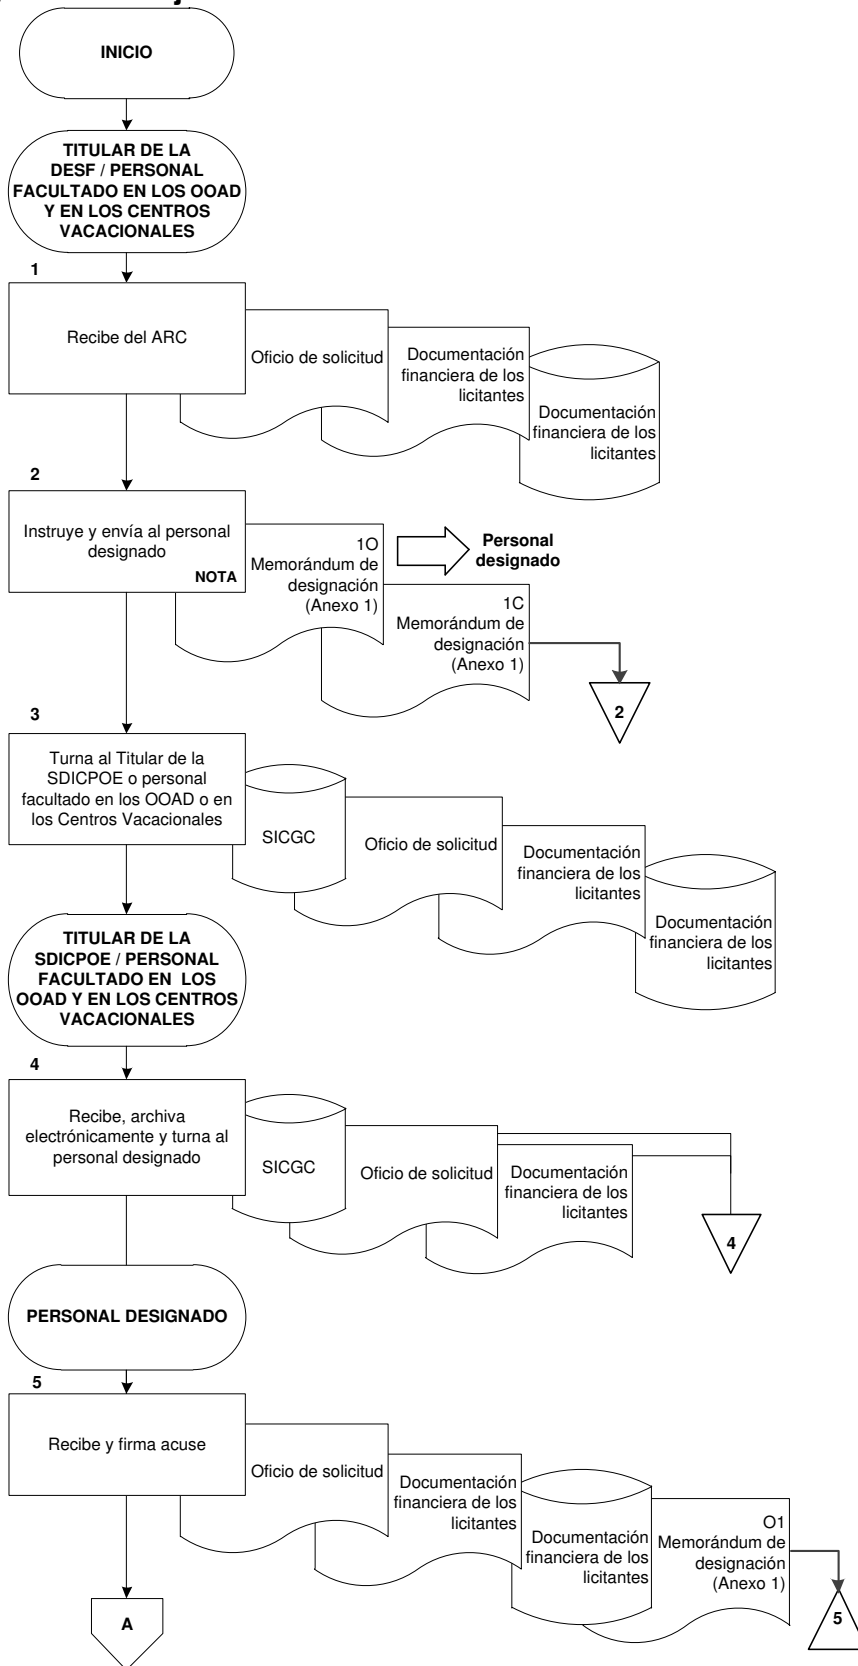 INICIO
TITULAR DE LA
DESF / PERSONAL
FACULTADO EN LOS OOAD
Y EN LOS CENTROS
VACACIONALES
1
Recibe del ARC
Oficio de solicitud
Documentación
financiera de los
licitantes
Documentación
financiera de los
licitantes
2
Instruye y envía al personal
designado
NOTA
1O
Memorándum de
designación
(Anexo 1)
Personal
designado
1C
Memorándum de
designación
(Anexo 1)
2
3
Turna al Titular de la
SDICPOE o personal
facultado en los OOAD o en
los Centros Vacacionales
SICGC
Oficio de solicitud
Documentación
financiera de los
licitantes
Documentación
financiera de los
licitantes
TITULAR DE LA
SDICPOE / PERSONAL
FACULTADO EN LOS
OOAD Y EN LOS CENTROS
VACACIONALES
4
Recibe, archiva
electrónicamente y turna al
personal designado
SICGC
Oficio de solicitud
Documentación
financiera de los
licitantes
4
PERSONAL DESIGNADO
5
Recibe y firma acuse
Oficio de solicitud
Documentación
financiera de los
licitantes
Documentación
financiera de los
licitantes
O1
Memorándum de
designación
(Anexo 1)
5
A